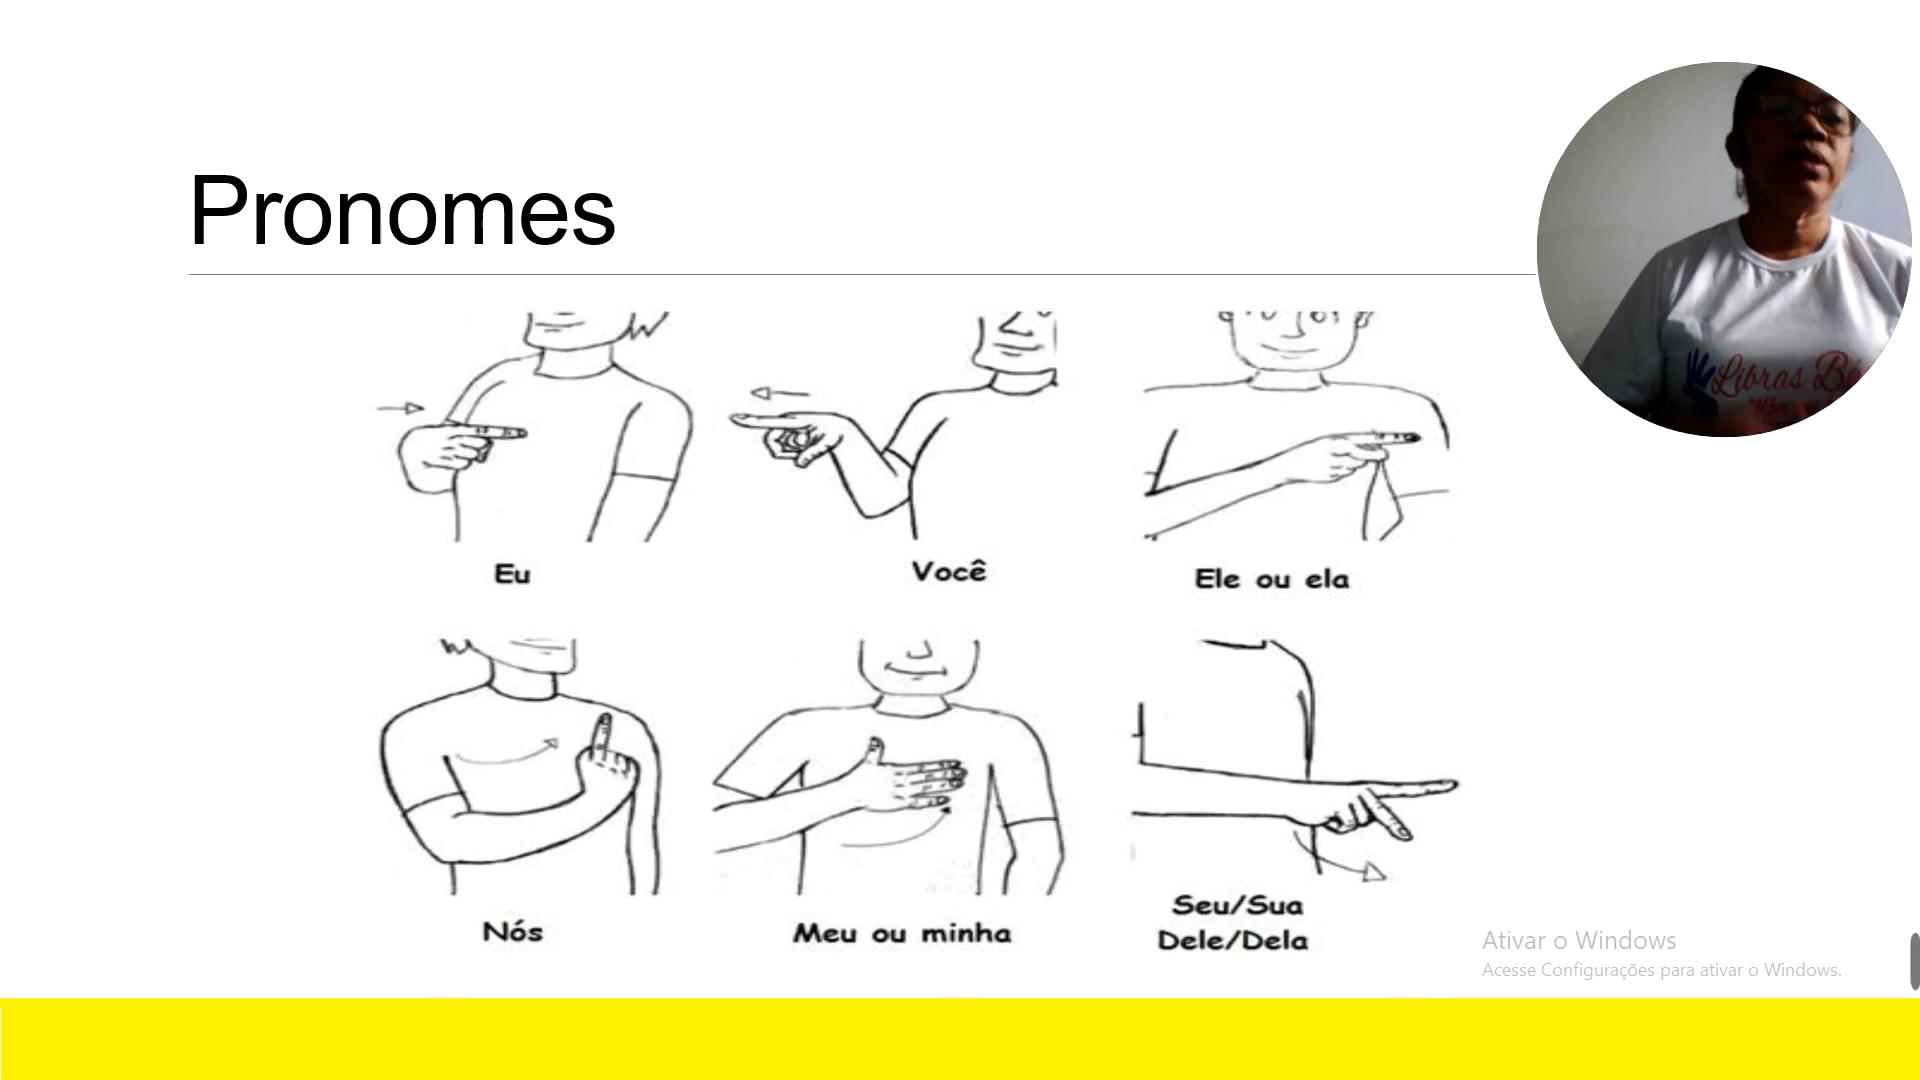 Pronomes
Libras
Eu
Você
Ele ou ela
Nós
Meu ou minha
Seu/Sua
Dele/Dela
Ativar o Windows
Acesse Configurações para ativar o Windows.